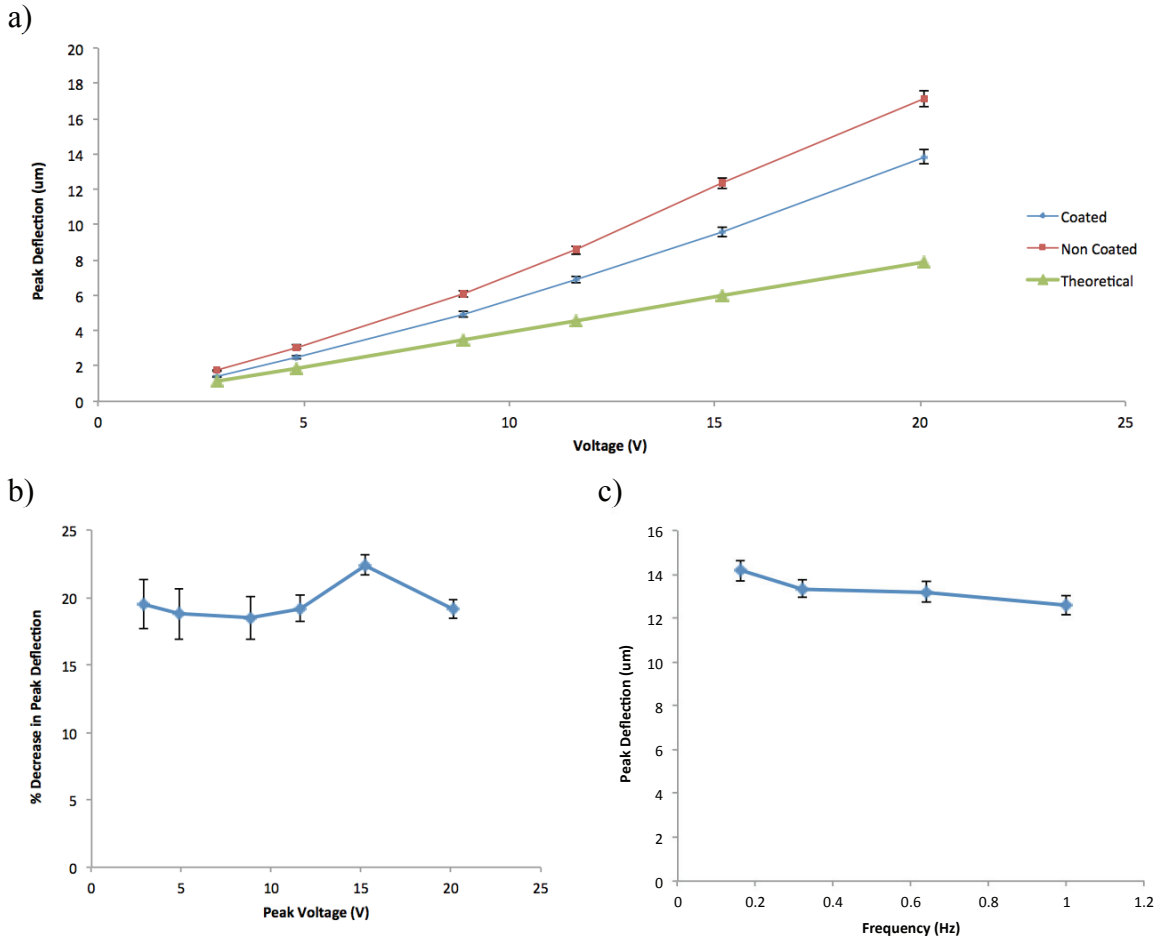 a)
20
18
16
14
12
10
8
6
4
2
0
Peak Deflection (um)
0 5 10 15 20 25
Voltage (V)
Coated
Non Coated
Theoretical
b)
25
20
15
10
5
0
% Decrease in Peak Deflection
0 5 10 15 20 25
Peak Voltage (V)
c)
16
14
12
10
8
6
4
2
0
Peak Deflection (um)
0 0.2 0.4 0.6 0.8 1 1.2
Frequency (Hz)